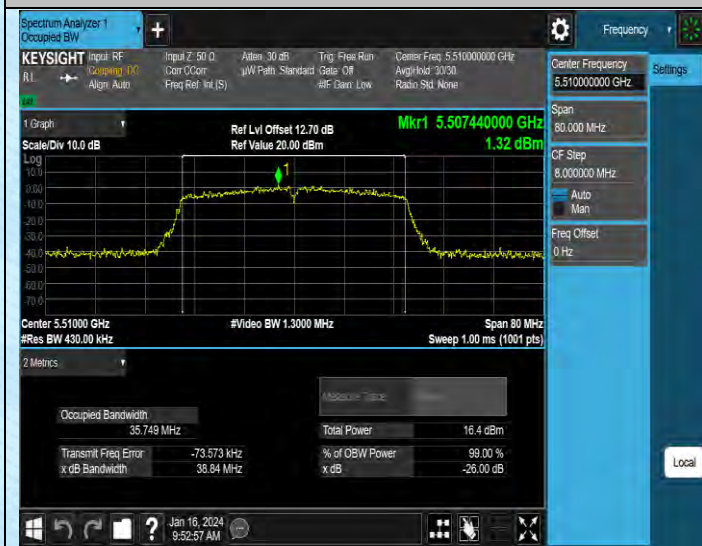 Spectrum Analyzer 1
Occupied BW
+
Frequency
KEYSIGHT
Input: RF
Coupling: DC
Align: Auto
Input Z: 50 Ω
Corr CCorr
Freq Ref: Int (S)
Atten: 30 dB
µW Path: Standard
Trig: Free Run
Gate: Off
#IF Gain: Low
Center Freq: 5.510000000 GHz
Avg|Hold: 30/30
Radio Std: None
Center Frequency
5.510000000 GHz
Settings
Span
80.000 MHz
CF Step
8.000000 MHz
Auto
Man
Freq Offset
0 Hz
1 Graph
Scale/Div 10.0 dB
Ref Lvl Offset 12.70 dB
Ref Value 20.00 dBm
Mkr1 5.507440000 GHz
1.32 dBm
Log
10.0
0.00
-10.0
-20.0
-30.0
-40.0
-50.0
-60.0
-70.0
1
Center 5.51000 GHz
#Res BW 430.00 kHz
#Video BW 1.3000 MHz
Span 80 MHz
Sweep 1.00 ms (1001 pts)
2 Metrics
Measure Trace
Occupied Bandwidth
35.749 MHz
Total Power 16.4 dBm
Transmit Freq Error -73.573 kHz
% of OBW Power 99.00 %
x dB Bandwidth 38.84 MHz
x dB -26.00 dB
Local
?
Jan 16, 2024
9:52:57 AM